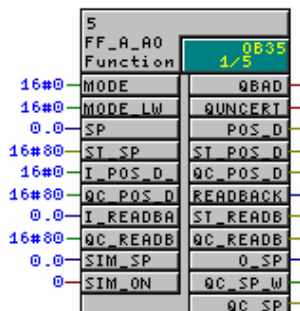 5
FF_A_AO
Function
OB35
1/5
16#0 MODE QBAD
16#0 MODE_LW QUNCERT
0.0 SP POS_D
16#80 ST_SP ST_POS_D
16#0 I_POS_D_ QC_POS_D
16#80 QC_POS_D READBACK
0.0 I_READBA ST_READB
16#80 QC_READB QC_READB
0.0 SIM_SP O_SP
0 SIM_ON QC_SP_W
QC_SP